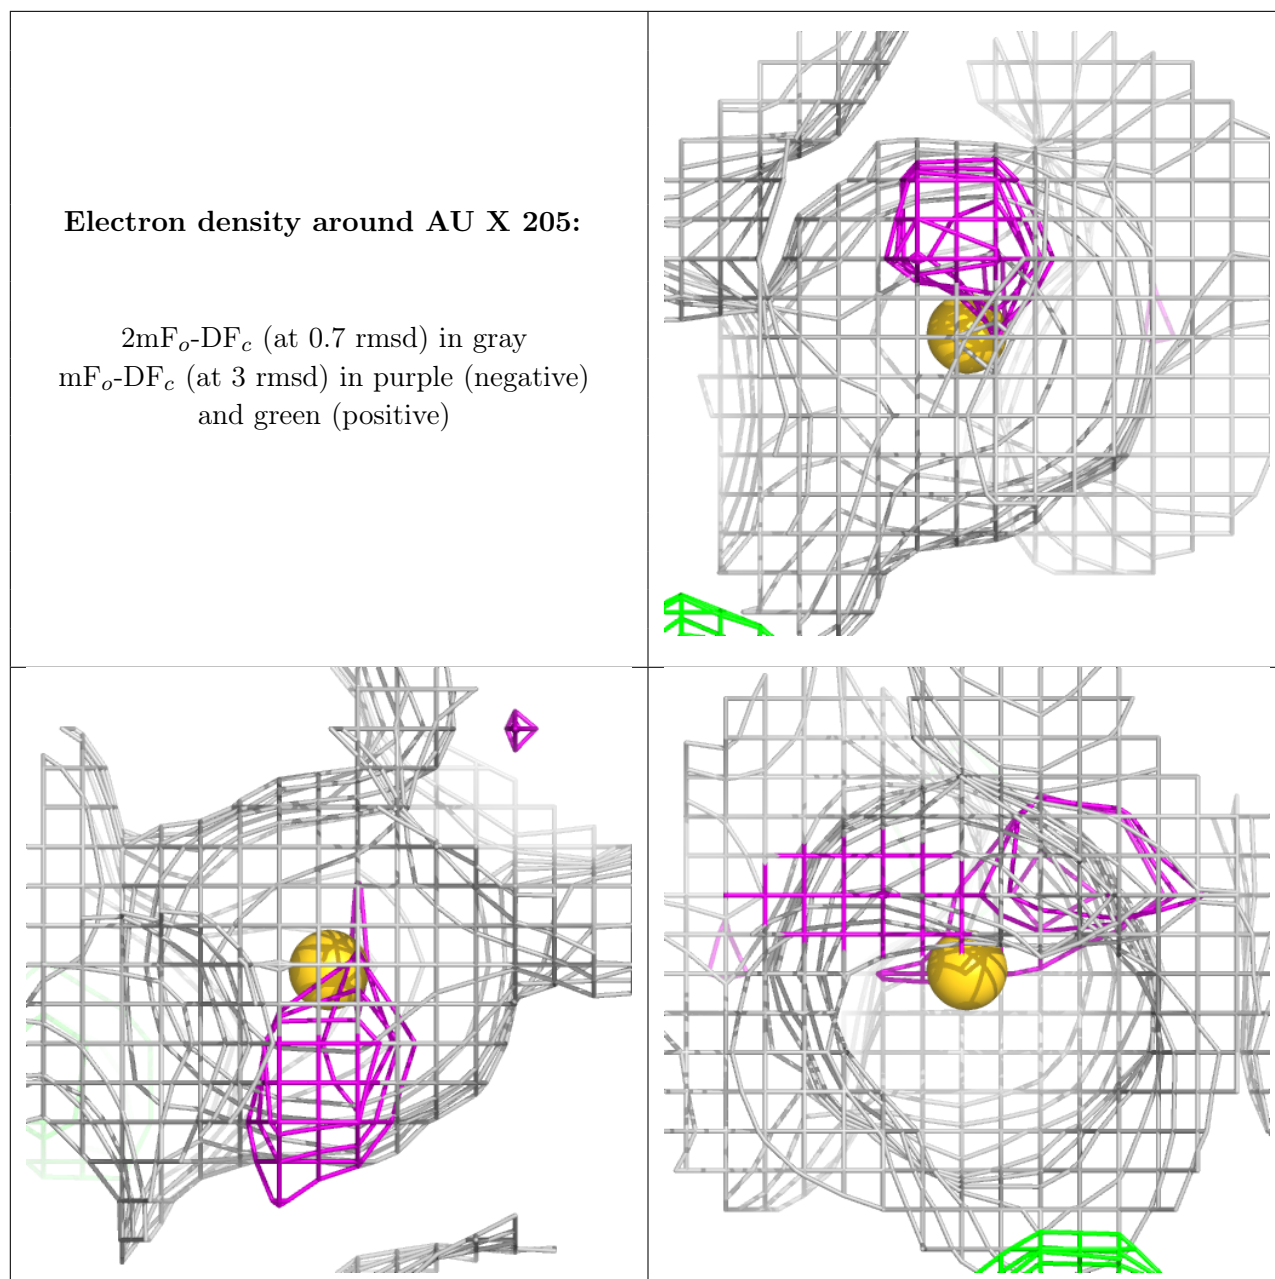 Electron density around AU X 205:
2mFo-DFc (at 0.7 rmsd) in gray
mFo-DFc (at 3 rmsd) in purple (negative)
and green (positive)